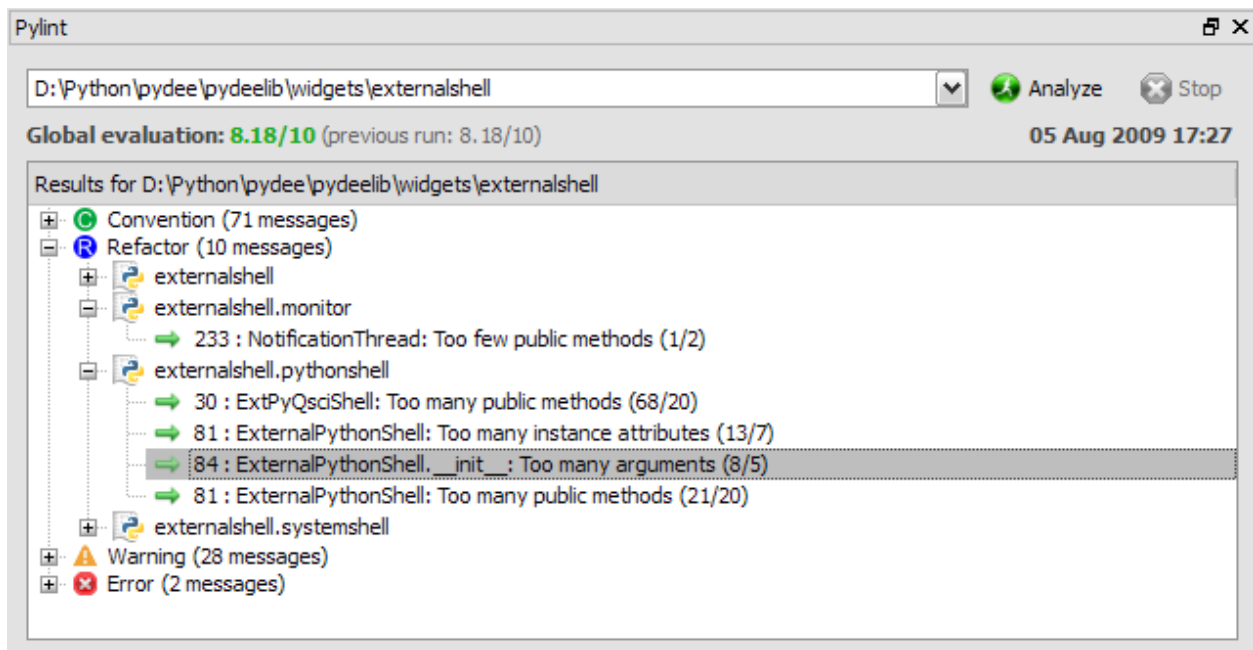 Pylint
D:\Python\pydee\pydeelib\widgets\externalshell Analyze Stop
Global evaluation: 8.18/10 (previous run: 8.18/10) 05 Aug 2009 17:27
Results for D:\Python\pydee\pydeelib\widgets\externalshell
C Convention (71 messages)
R Refactor (10 messages)
externalshell
externalshell.monitor
233 : NotificationThread: Too few public methods (1/2)
externalshell.pythonshell
30 : ExtPyQsciShell: Too many public methods (68/20)
81 : ExternalPythonShell: Too many instance attributes (13/7)
84 : ExternalPythonShell.__init__: Too many arguments (8/5)
81 : ExternalPythonShell: Too many public methods (21/20)
externalshell.systemshell
Warning (28 messages)
Error (2 messages)